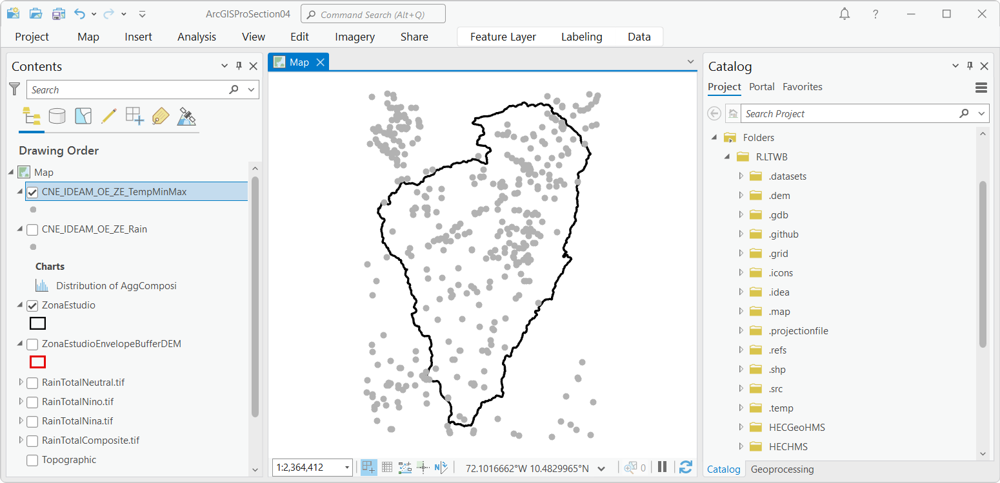 ArcGISProSection04
Command Search (Alt+Q)
Project Map Insert Analysis View Edit Imagery Share Feature Layer Labeling Data
Contents
Search
Drawing Order
Map
CNE_IDEAM_OE_ZE_TempMinMax
CNE_IDEAM_OE_ZE_Rain
Charts
Distribution of AggComposi
ZonaEstudio
ZonaEstudioEnvelopeBufferDEM
RainTotalNeutral.tif
RainTotalNino.tif
RainTotalNina.tif
RainTotalComposite.tif
Topographic
Map
1:2,364,412
N
72.1016662°W 10.4829965°N
0
Catalog
Project Portal Favorites
Search Project
Folders
R.LTWB
.datasets
.dem
.gdb
.github
.grid
.icons
.idea
.map
.projectionfile
.refs
.shp
.src
.temp
HECGeoHMS
HECHMS
Catalog Geoprocessing